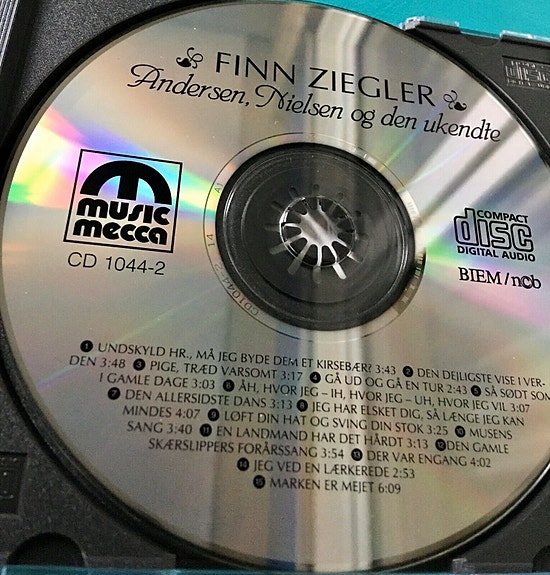 FINN ZIEGLER
Andersen, Nielsen og den ukendte
music
mecca
CD 1044-2
COMPACT
disc
DIGITAL AUDIO
BIEM/ncb
1 UNDSKYLD HR., MÅ JEG BYDE DEM ET KIRSEBÆR? 3:43 2 DEN DEJLIGSTE VISE I VER-
DEN 3:48 3 PIGE, TRÆD VARSOMT 3:17 4 GÅ UD OG GÅ EN TUR 2:43 5 SÅ SØDT SOM
I GAMLE DAGE 3:03 6 ÅH, HVOR JEG – IH, HVOR JEG – UH, HVOR JEG VIL 3:07
7 DEN ALLERSIDSTE DANS 3:13 8 JEG HAR ELSKET DIG, SÅ LÆNGE JEG KAN
MINDES 4:07 9 LØFT DIN HAT OG SVING DIN STOK 3:25 10 MUSENS
SANG 3:40 11 EN LANDMAND HAR DET HÅRDT 3:13 12 DEN GAMLE
SKÆRSLIPPERS FORÅRSSANG 3:54 13 DER VAR ENGANG 4:02
14 JEG VED EN LÆRKEREDE 2:53
15 MARKEN ER MEJET 6:09